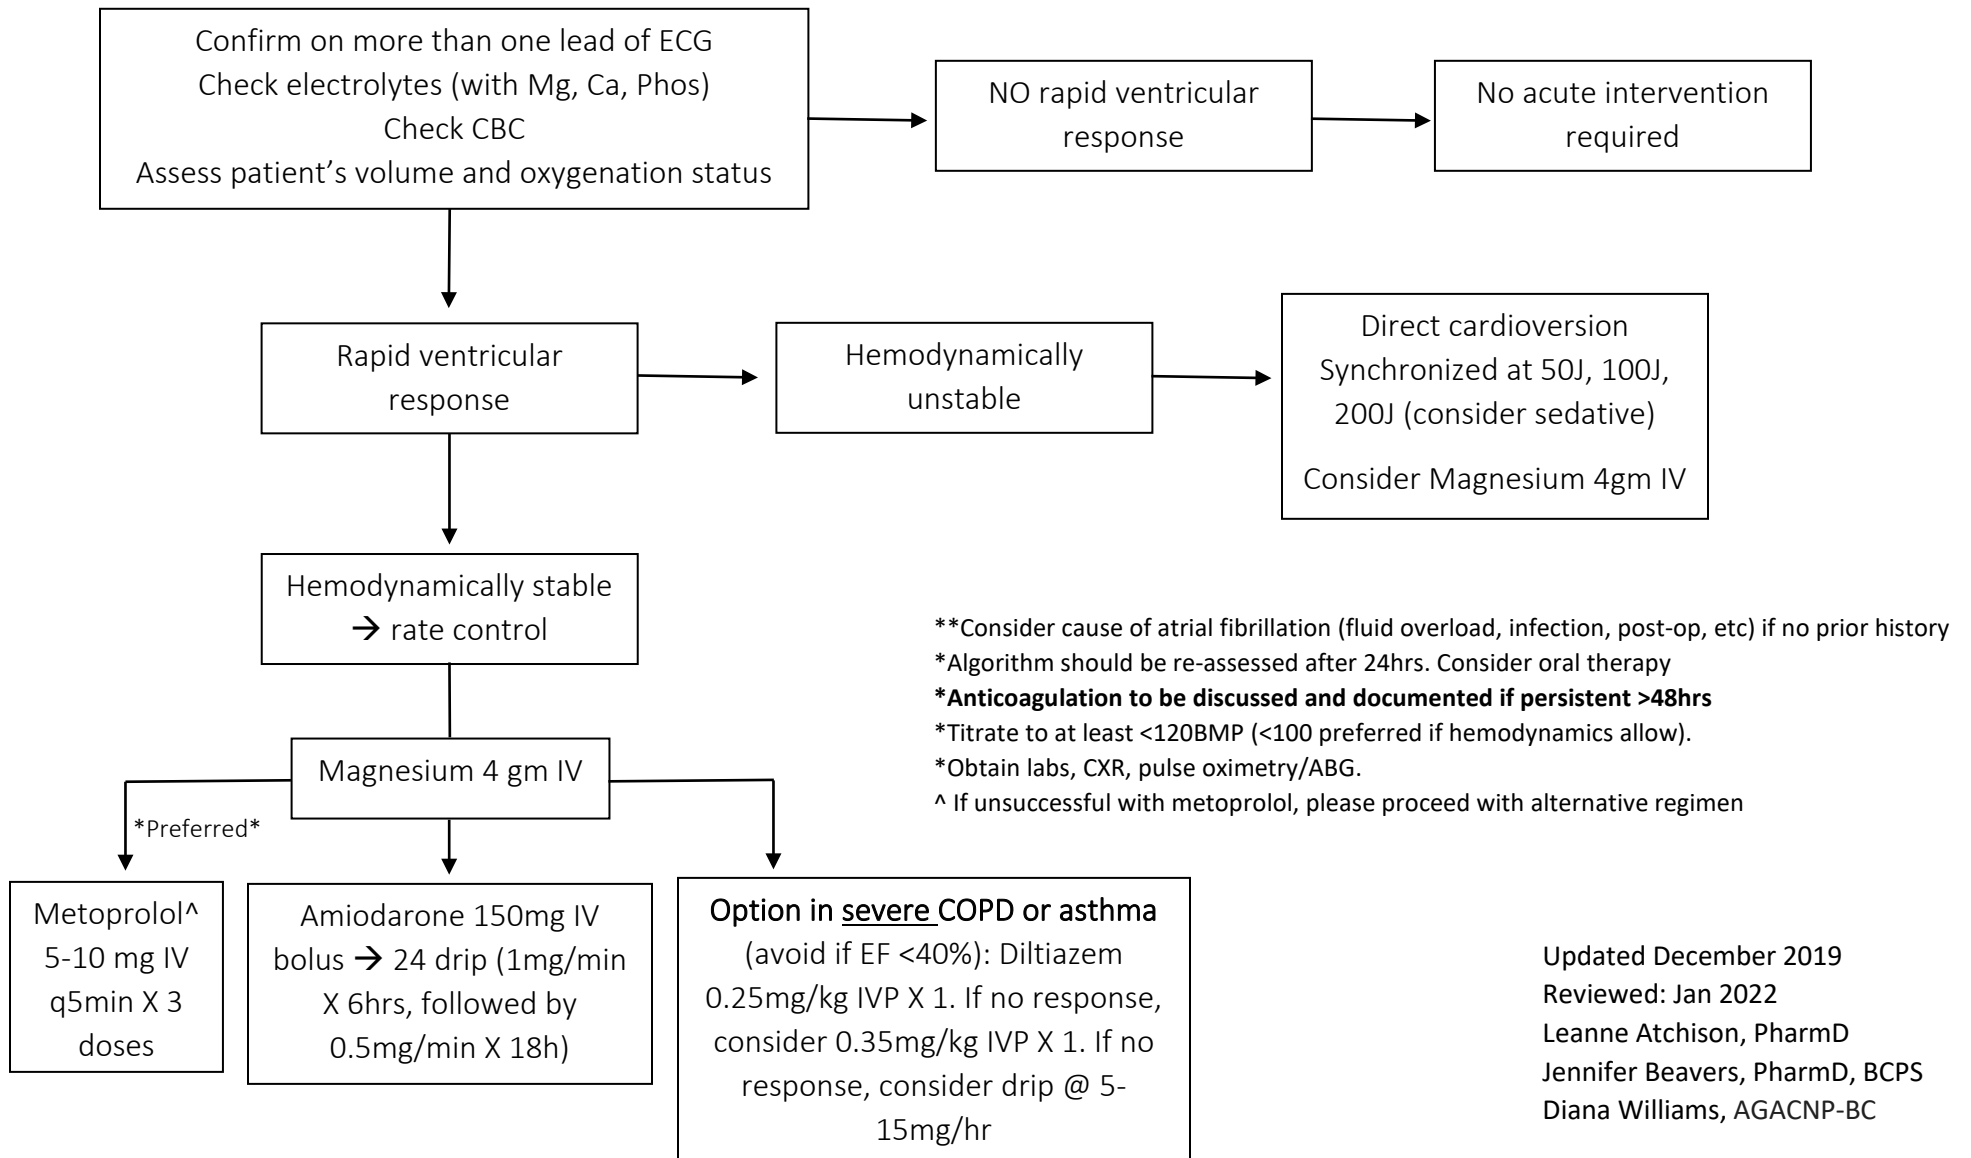 Confirm on more than one lead of ECG
Check electrolytes (with Mg, Ca, Phos)
Check CBC
Assess patient’s volume and oxygenation status
NO rapid ventricular
response
No acute intervention
required
Rapid ventricular
response
Hemodynamically
unstable
Direct cardioversion
Synchronized at 50J, 100J,
200J (consider sedative)
Consider Magnesium 4gm IV
Hemodynamically stable
→ rate control
**Consider cause of atrial fibrillation (fluid overload, infection, post-op, etc) if no prior history
*Algorithm should be re-assessed after 24hrs. Consider oral therapy
*Anticoagulation to be discussed and documented if persistent >48hrs
*Titrate to at least <120BMP (<100 preferred if hemodynamics allow).
*Obtain labs, CXR, pulse oximetry/ABG.
^ If unsuccessful with metoprolol, please proceed with alternative regimen
Magnesium 4 gm IV
*Preferred*
Metoprolol^
5-10 mg IV
q5min X 3
doses
Amiodarone 150mg IV
bolus → 24 drip (1mg/min
X 6hrs, followed by
0.5mg/min X 18h)
Option in severe COPD or asthma
(avoid if EF <40%): Diltiazem
0.25mg/kg IVP X 1. If no response,
consider 0.35mg/kg IVP X 1. If no
response, consider drip @ 5-
15mg/hr
Updated December 2019
Reviewed: Jan 2022
Leanne Atchison, PharmD
Jennifer Beavers, PharmD, BCPS
Diana Williams, AGACNP-BC